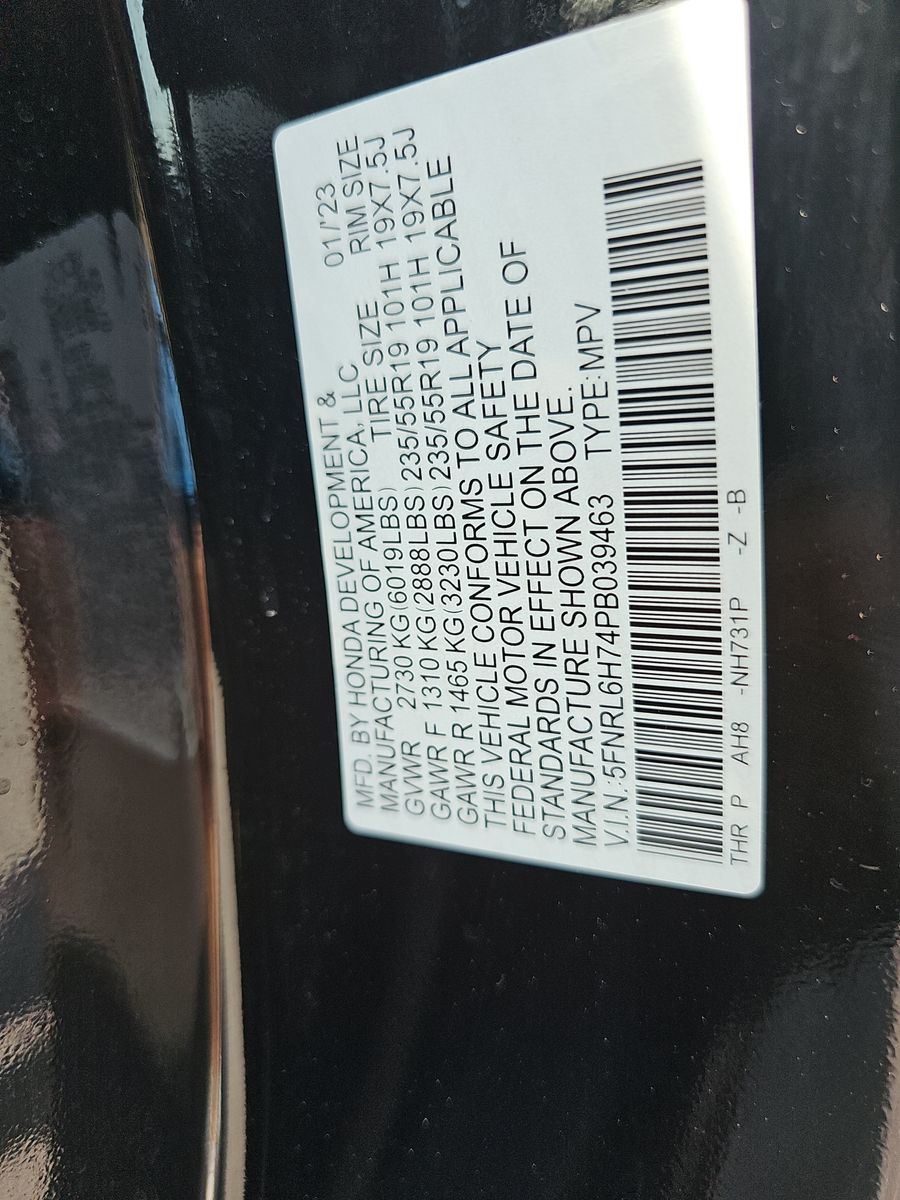 MFD. BY HONDA DEVELOPMENT & 01/'23
MANUFACTURING OF AMERICA, LLC RIM SIZE
GVWR 2730 KG(6019LBS) TIRE SIZE
GAWR F 1310 KG(2888LBS) 235/55R19 101H 19X7.5J
GAWR R 1465 KG(3230LBS) 235/55R19 101H 19X7.5J
THIS VEHICLE CONFORMS TO ALL APPLICABLE
FEDERAL MOTOR VEHICLE SAFETY
STANDARDS IN EFFECT ON THE DATE OF
MANUFACTURE SHOWN ABOVE.
V.I.N.:5FNRL6H74PB039463 TYPE:MPV
THR P AH8 -NH731P -Z -B